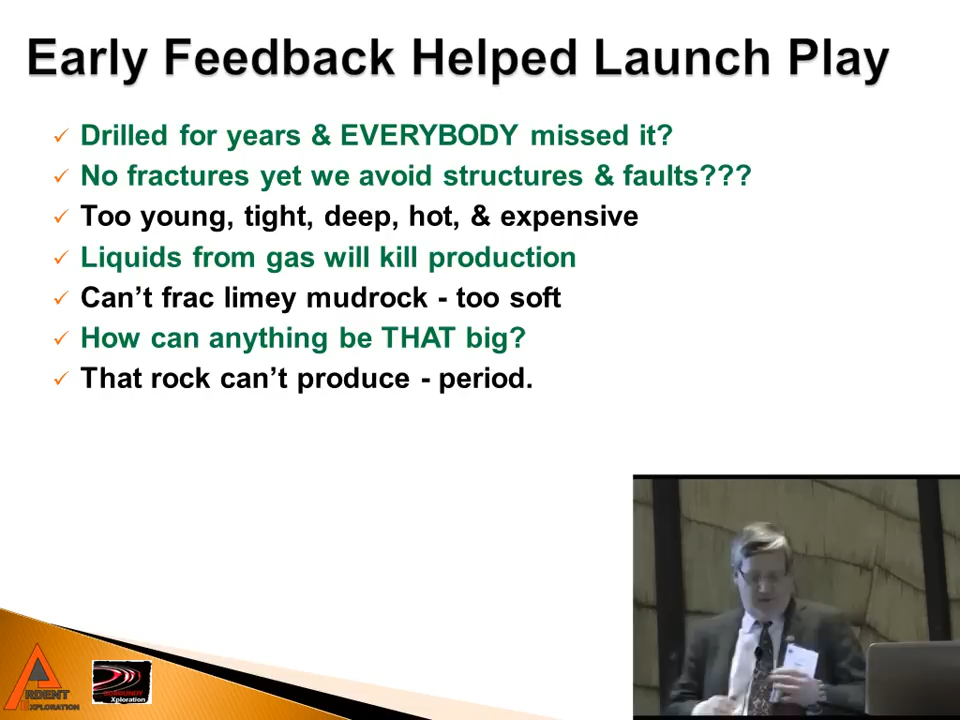 Early Feedback Helped Launch Play
Drilled for years & EVERYBODY missed it?
No fractures yet we avoid structures & faults???
Too young, tight, deep, hot, & expensive
Liquids from gas will kill production
Can't frac limey mudrock - too soft
How can anything be THAT big?
That rock can't produce - period.
ARDENT
EXPLORATION
Xploration